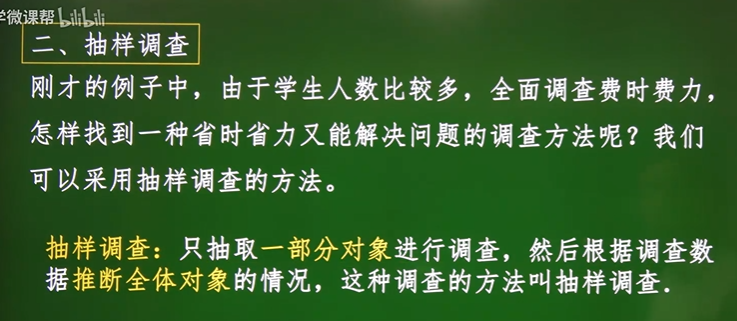 学微课帮 bilibili
二、抽样调查
刚才的例子中，由于学生人数比较多，全面调查费时费力，
怎样找到一种省时省力又能解决问题的调查方法呢？我们
可以采用抽样调查的方法。
抽样调查：只抽取一部分对象进行调查，然后根据调查数
据推断全体对象的情况，这种调查的方法叫抽样调查．